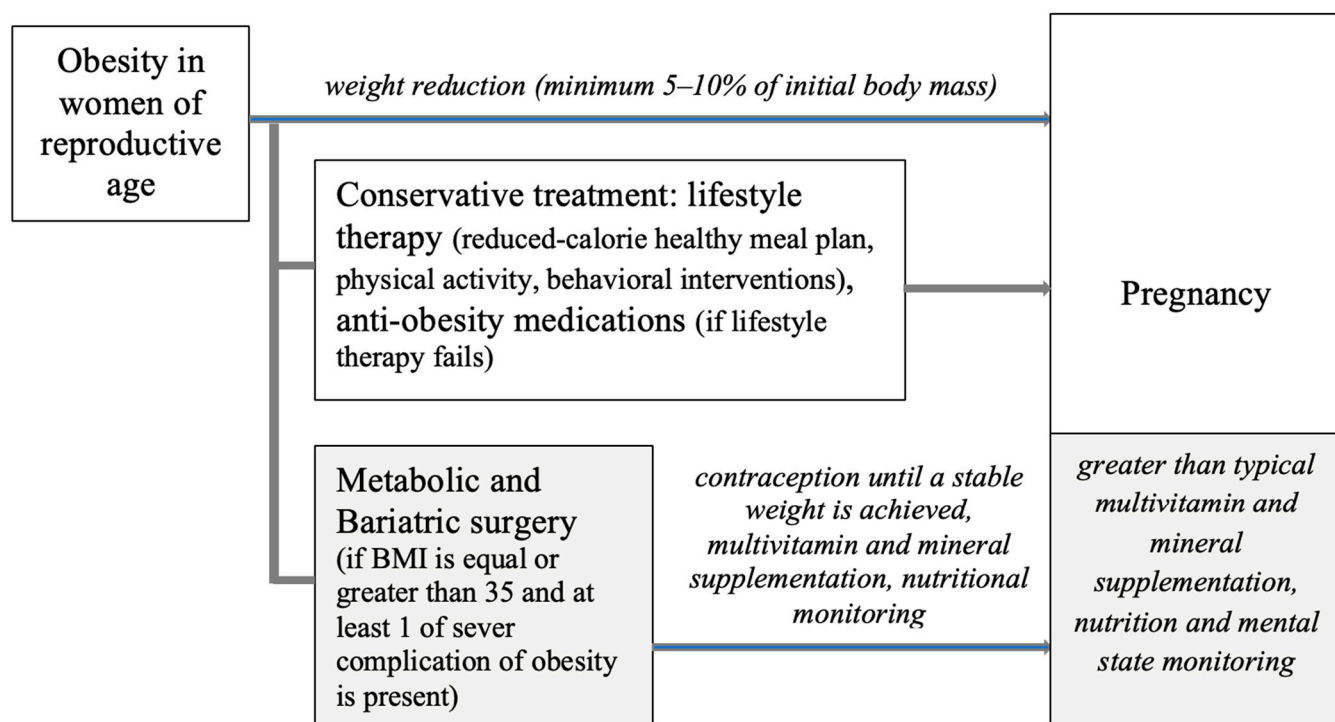 Obesity in
women of
reproductive
age
weight reduction (minimum 5–10% of initial body mass)
Conservative treatment: lifestyle
therapy (reduced-calorie healthy meal plan,
physical activity, behavioral interventions),
anti-obesity medications (if lifestyle
therapy fails)
Pregnancy
Metabolic and
Bariatric surgery
(if BMI is equal or
greater than 35 and at
least 1 of sever
complication of obesity
is present)
contraception until a stable
weight is achieved,
multivitamin and mineral
supplementation, nutritional
monitoring
greater than typical
multivitamin and
mineral
supplementation,
nutrition and mental
state monitoring